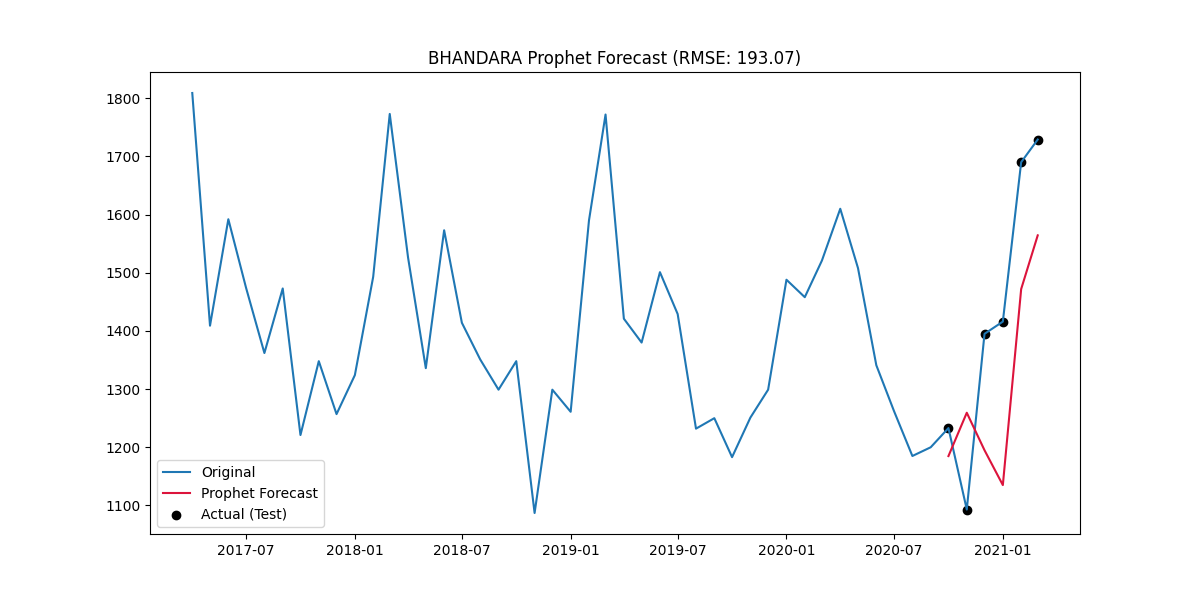 BHANDARA Prophet Forecast (RMSE: 193.07)
1800
1700
1600
1500
1400
1300
1200
1100
Original
Prophet Forecast
Actual (Test)
2017-07 2018-01 2018-07 2019-01 2019-07 2020-01 2020-07 2021-01